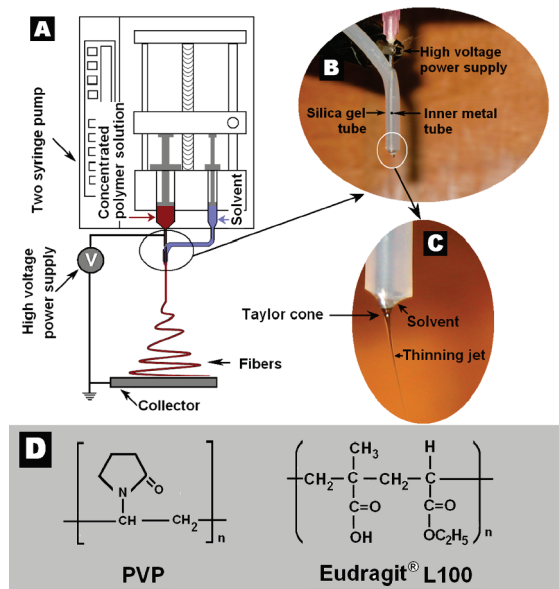 A
Two syringe pump
Concentrated
polymer solution
Solvent
High voltage
power supply
V
Fibers
Collector
B
High voltage
power supply
Silica gel
tube
Inner metal
tube
C
Taylor cone
Solvent
Thinning jet
D
N
O
CH
CH2
n
PVP
CH3
H
CH2
C
CH2
C
C=O
C=O
OH
OC2H5
n
Eudragit® L100